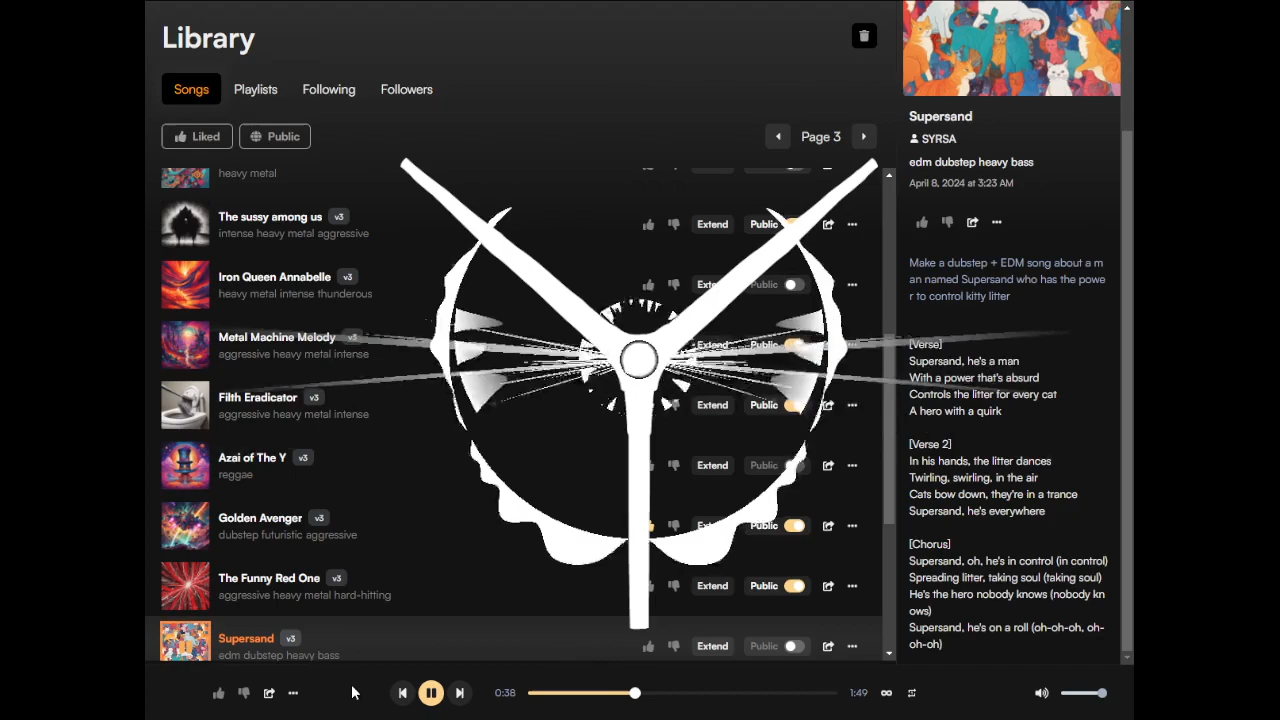 Library
Songs
Playlists
Following
Followers
Liked
Public
Page 3
heavy metal
The sussy among us v3
intense heavy metal aggressive
Extend
Public
Iron Queen Annabelle v3
heavy metal intense thunderous
Public
Metal Machine Melody v3
aggressive heavy metal intense
Extend
Public
Filth Eradicator v3
aggressive heavy metal intense
Extend
Public
Azai of The Y v3
reggae
Extend
Public
Golden Avenger v3
dubstep futuristic aggressive
Public
The Funny Red One v3
aggressive heavy metal hard-hitting
Extend
Public
Supersand v3
edm dubstep heavy bass
Extend
Public
Supersand
SYRSA
edm dubstep heavy bass
April 8, 2024 at 3:23 AM
Make a dubstep + EDM song about a m
an named Supersand who has the powe
r to control kitty litter
[Verse]
Supersand, he's a man
With a power that's absurd
Controls the litter for every cat
A hero with a quirk
[Verse 2]
In his hands, the litter dances
Twirling, swirling, in the air
Cats bow down, they're in a trance
Supersand, he's everywhere
[Chorus]
Supersand, oh, he's in control (in control)
Spreading litter, taking soul (taking soul)
He's the hero nobody knows (nobody kn
ows)
Supersand, he's on a roll (oh-oh-oh, oh-
oh-oh)
0:38
1:49